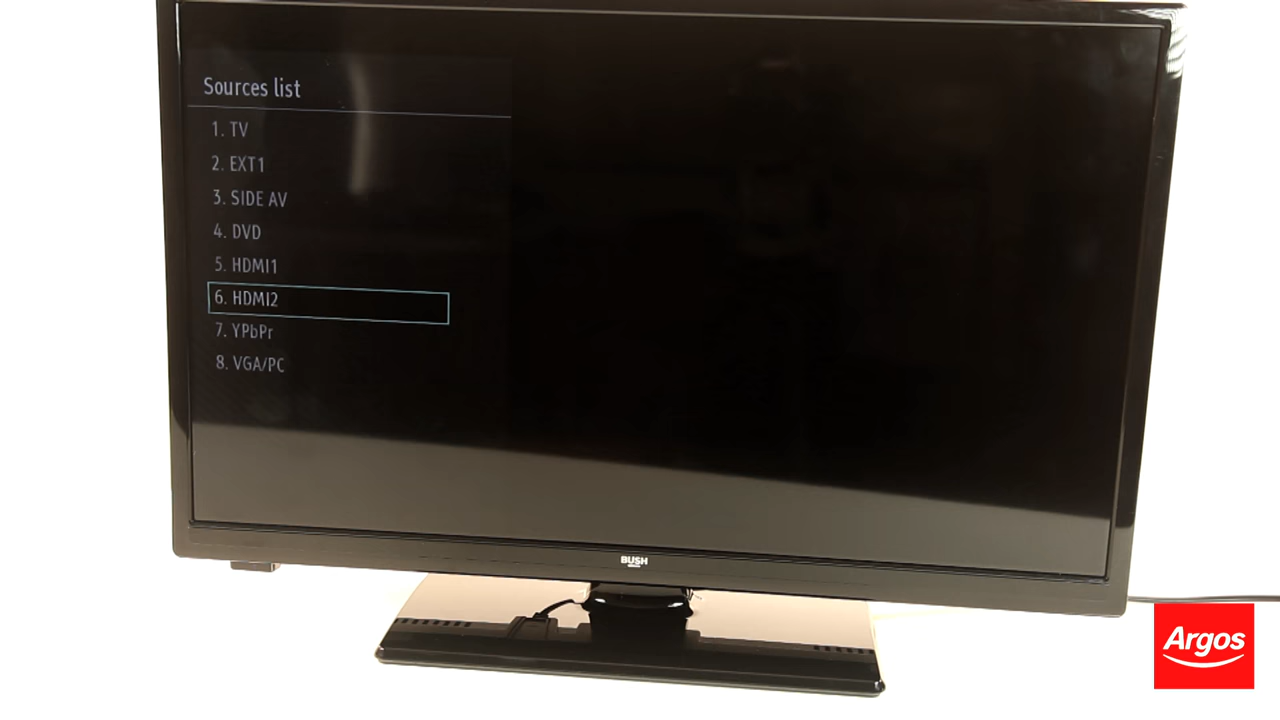 Sources list
1. TV
2. EXT1
3. SIDE AV
4. DVD
5. HDMI1
6. HDMI2
7. YPbPr
8. VGA/PC
BUSH
Argos